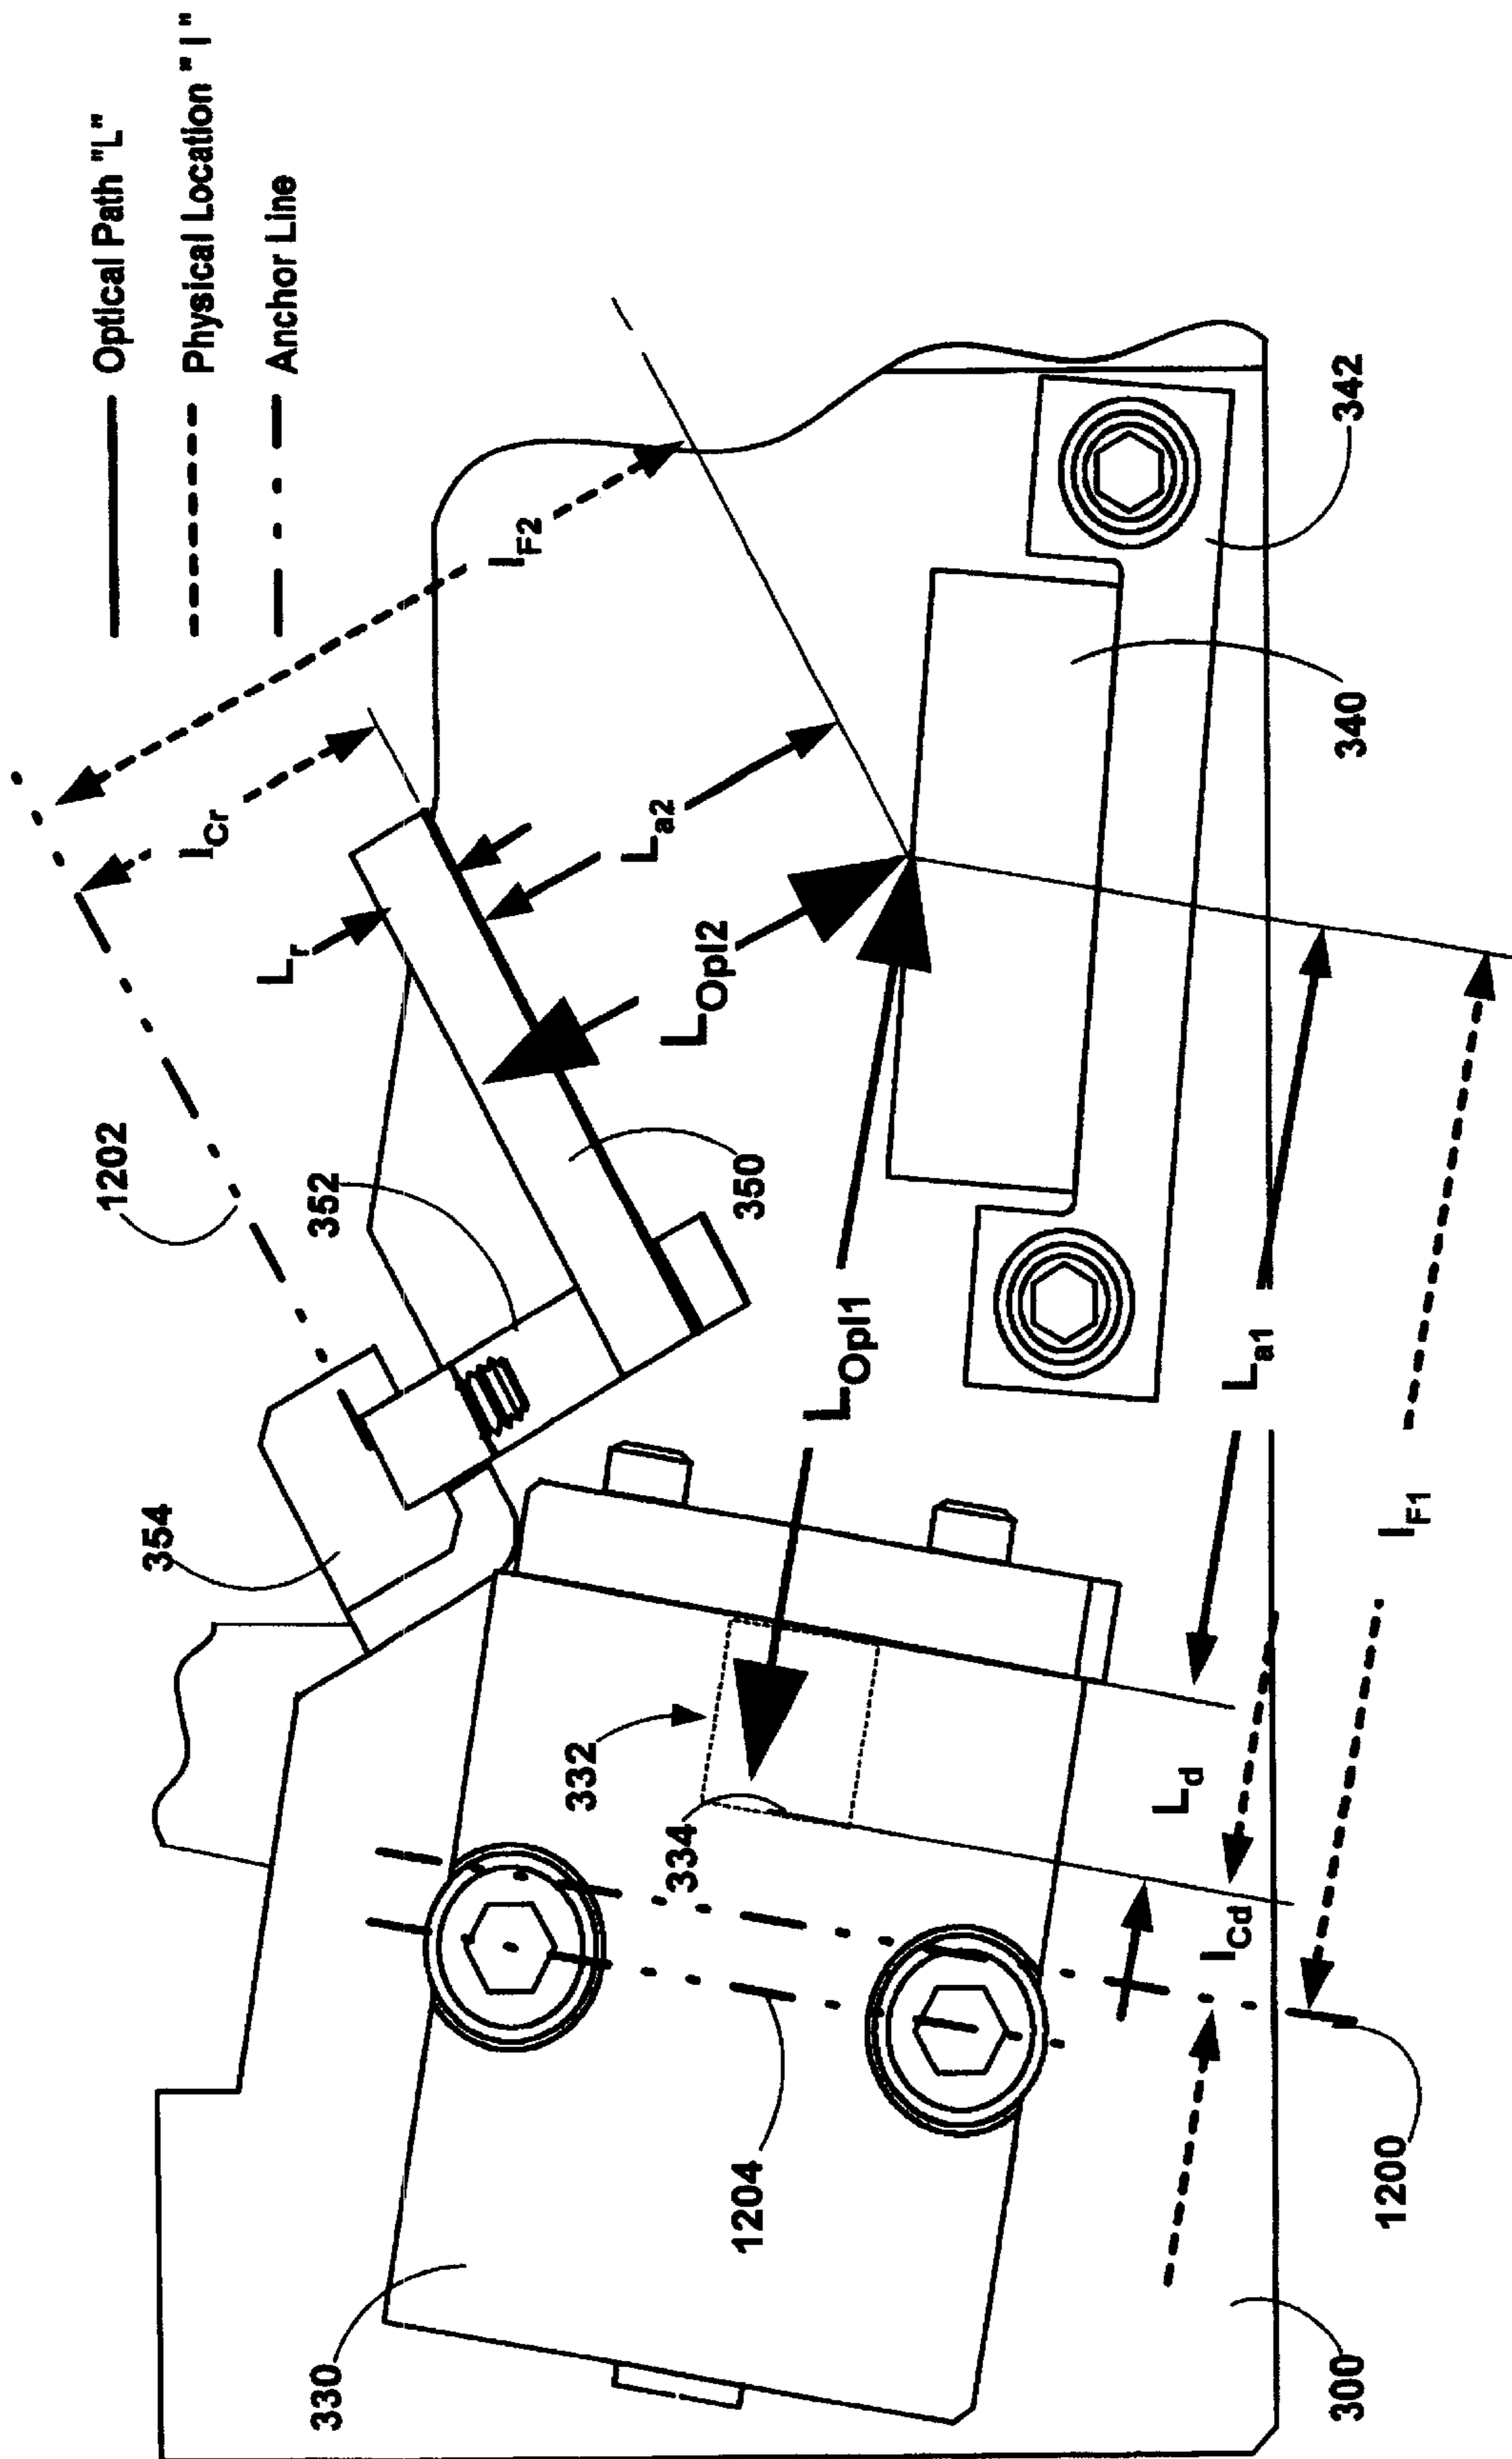 Optical Path "L"
Physical Location "l"
Anchor Line
lF2
lCr
La2
Lr
LOpl2
1202
352
350
342
340
354
LOpl1
La1
lF1
332
334
Ld
lCd
1204
1200
330
300